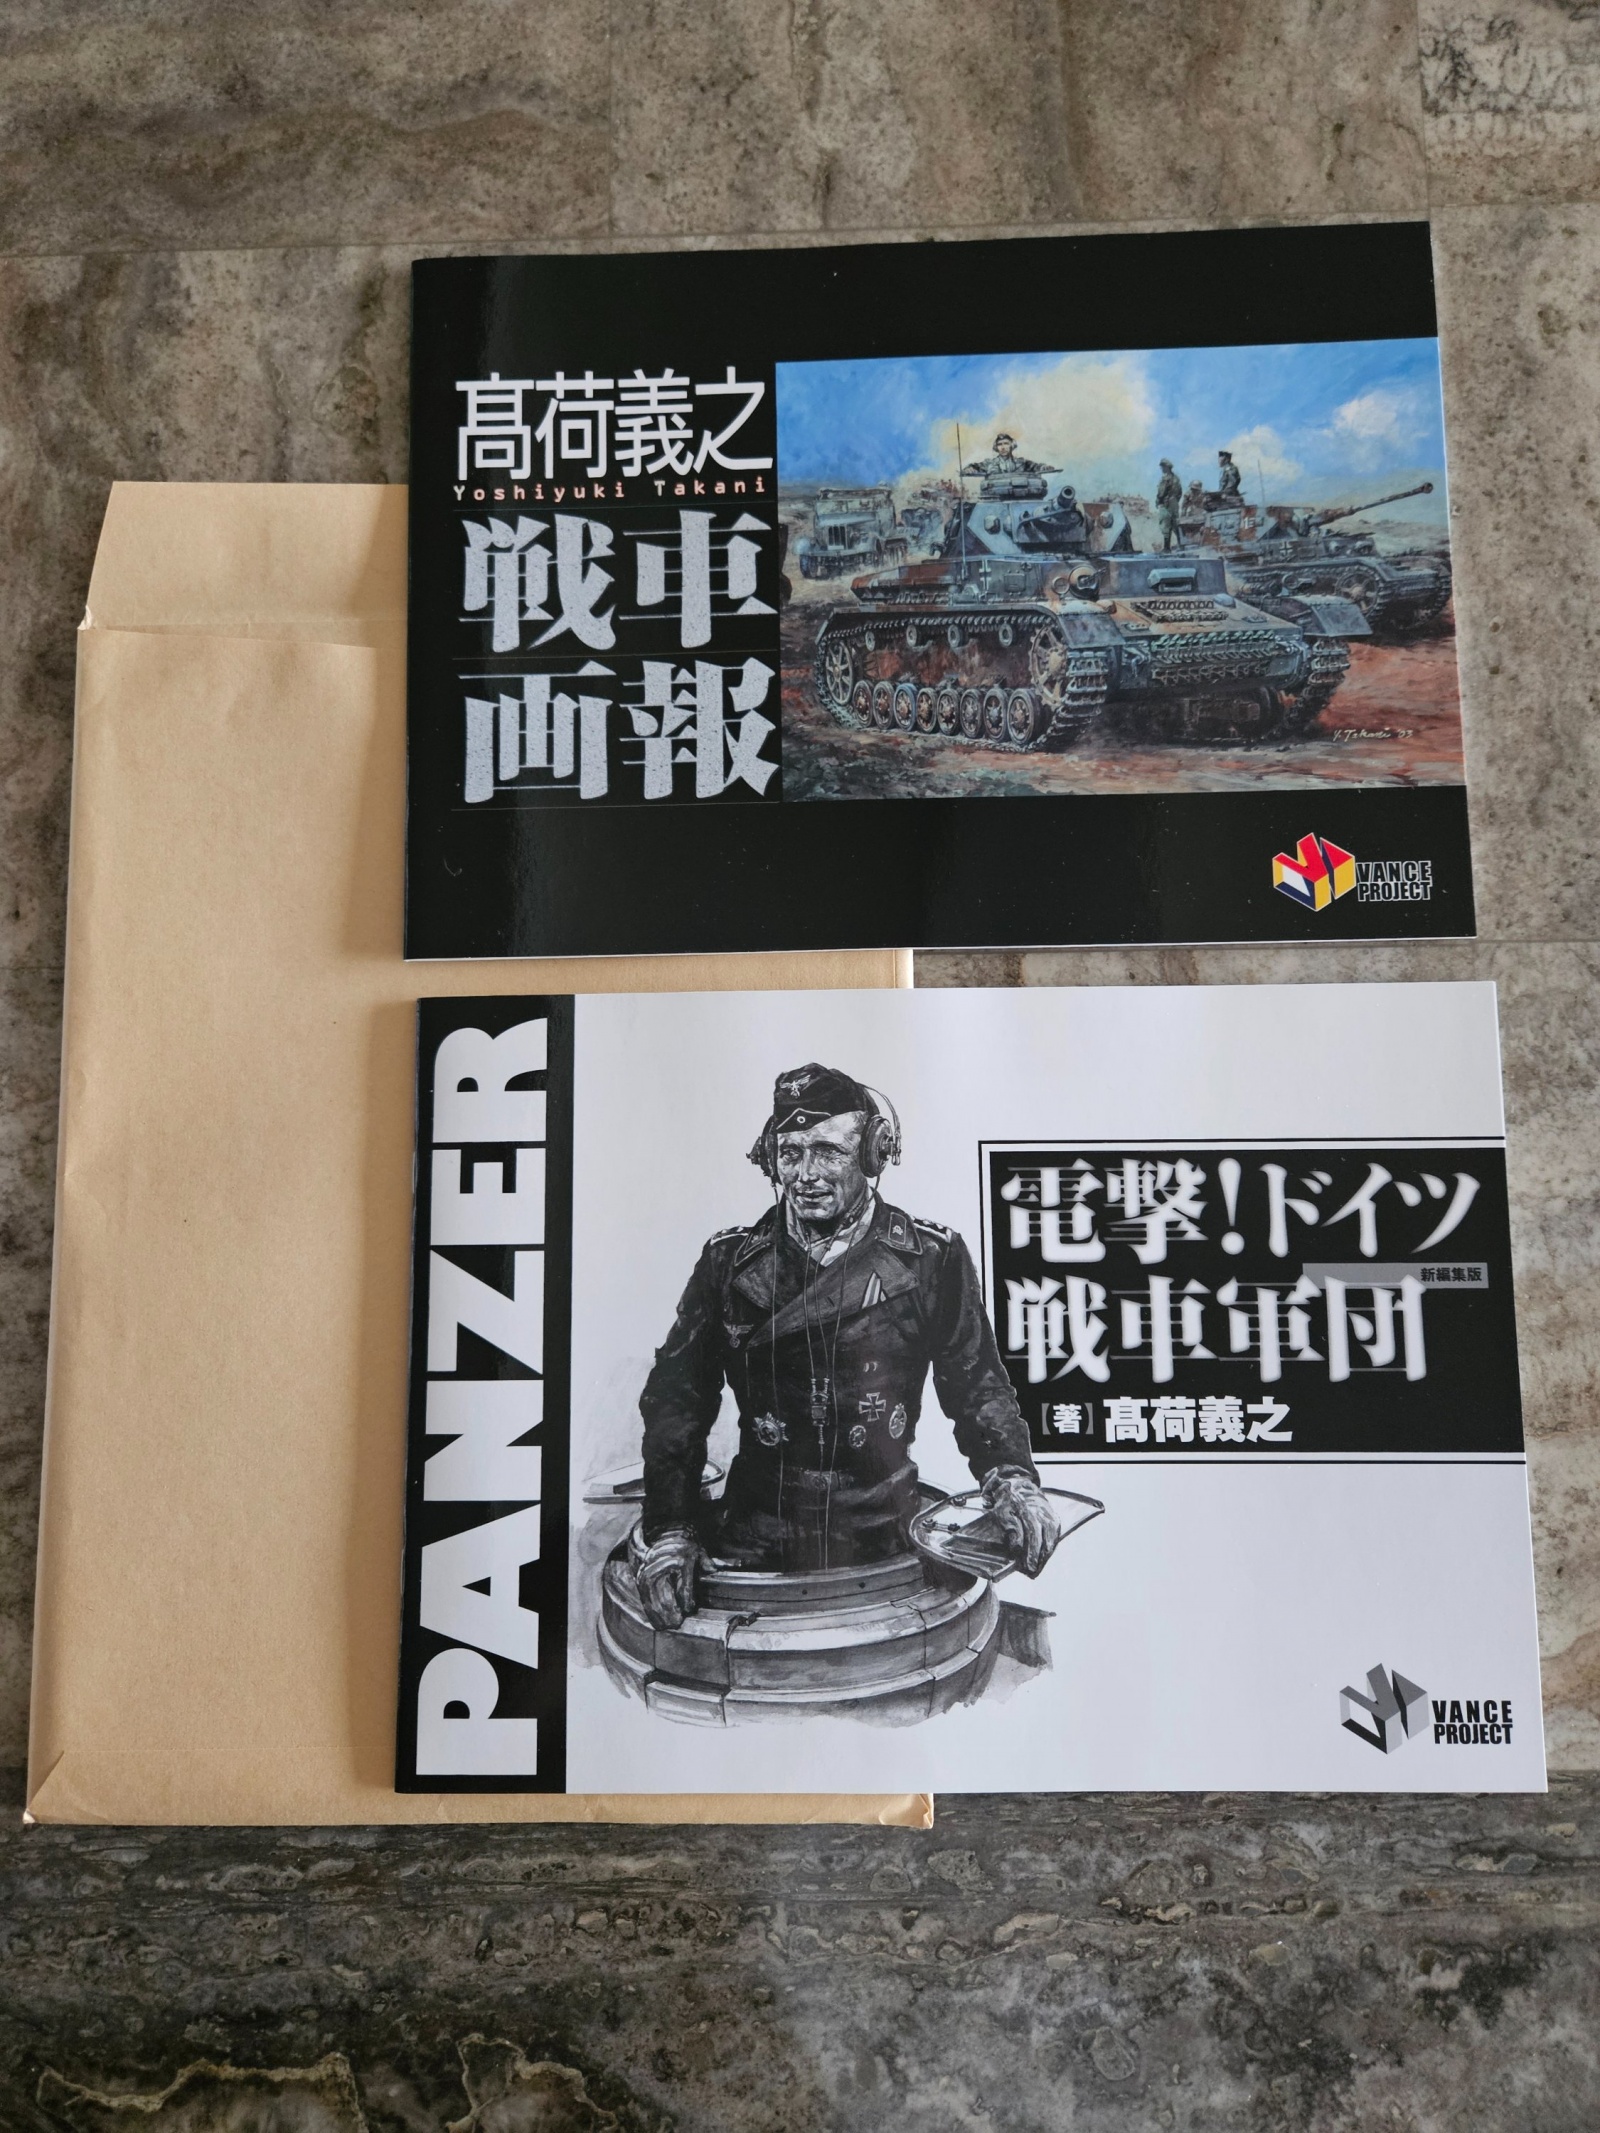 髙荷義之
Yoshiyuki Takani
戦車
画報
Y.Takani '03
VANCE
PROJECT
PANZER
電撃!ドイツ
新編集版
戦車軍団
【著】髙荷義之
VANCE
PROJECT